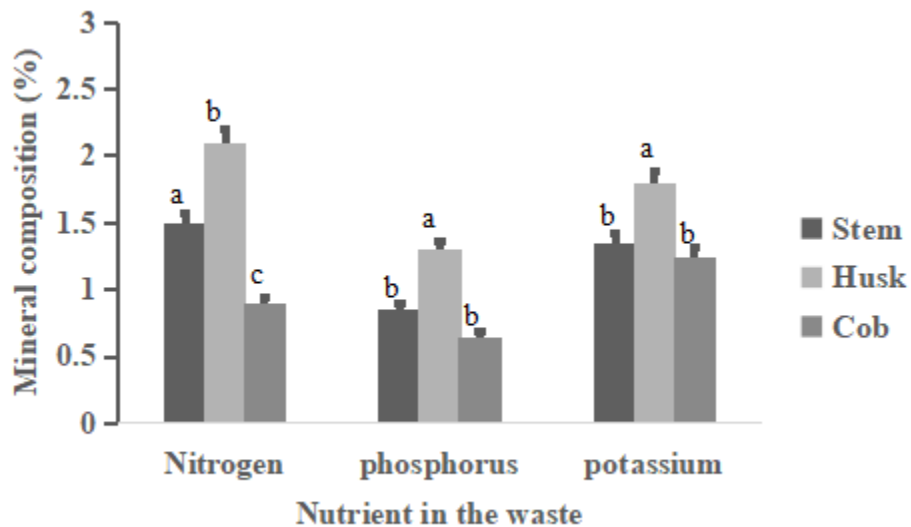 Mineral composition (%)
3
2.5
2
1.5
1
0.5
0
a
b
c
b
a
b
b
a
b
Nitrogen
phosphorus
potassium
Nutrient in the waste
Stem
Husk
Cob